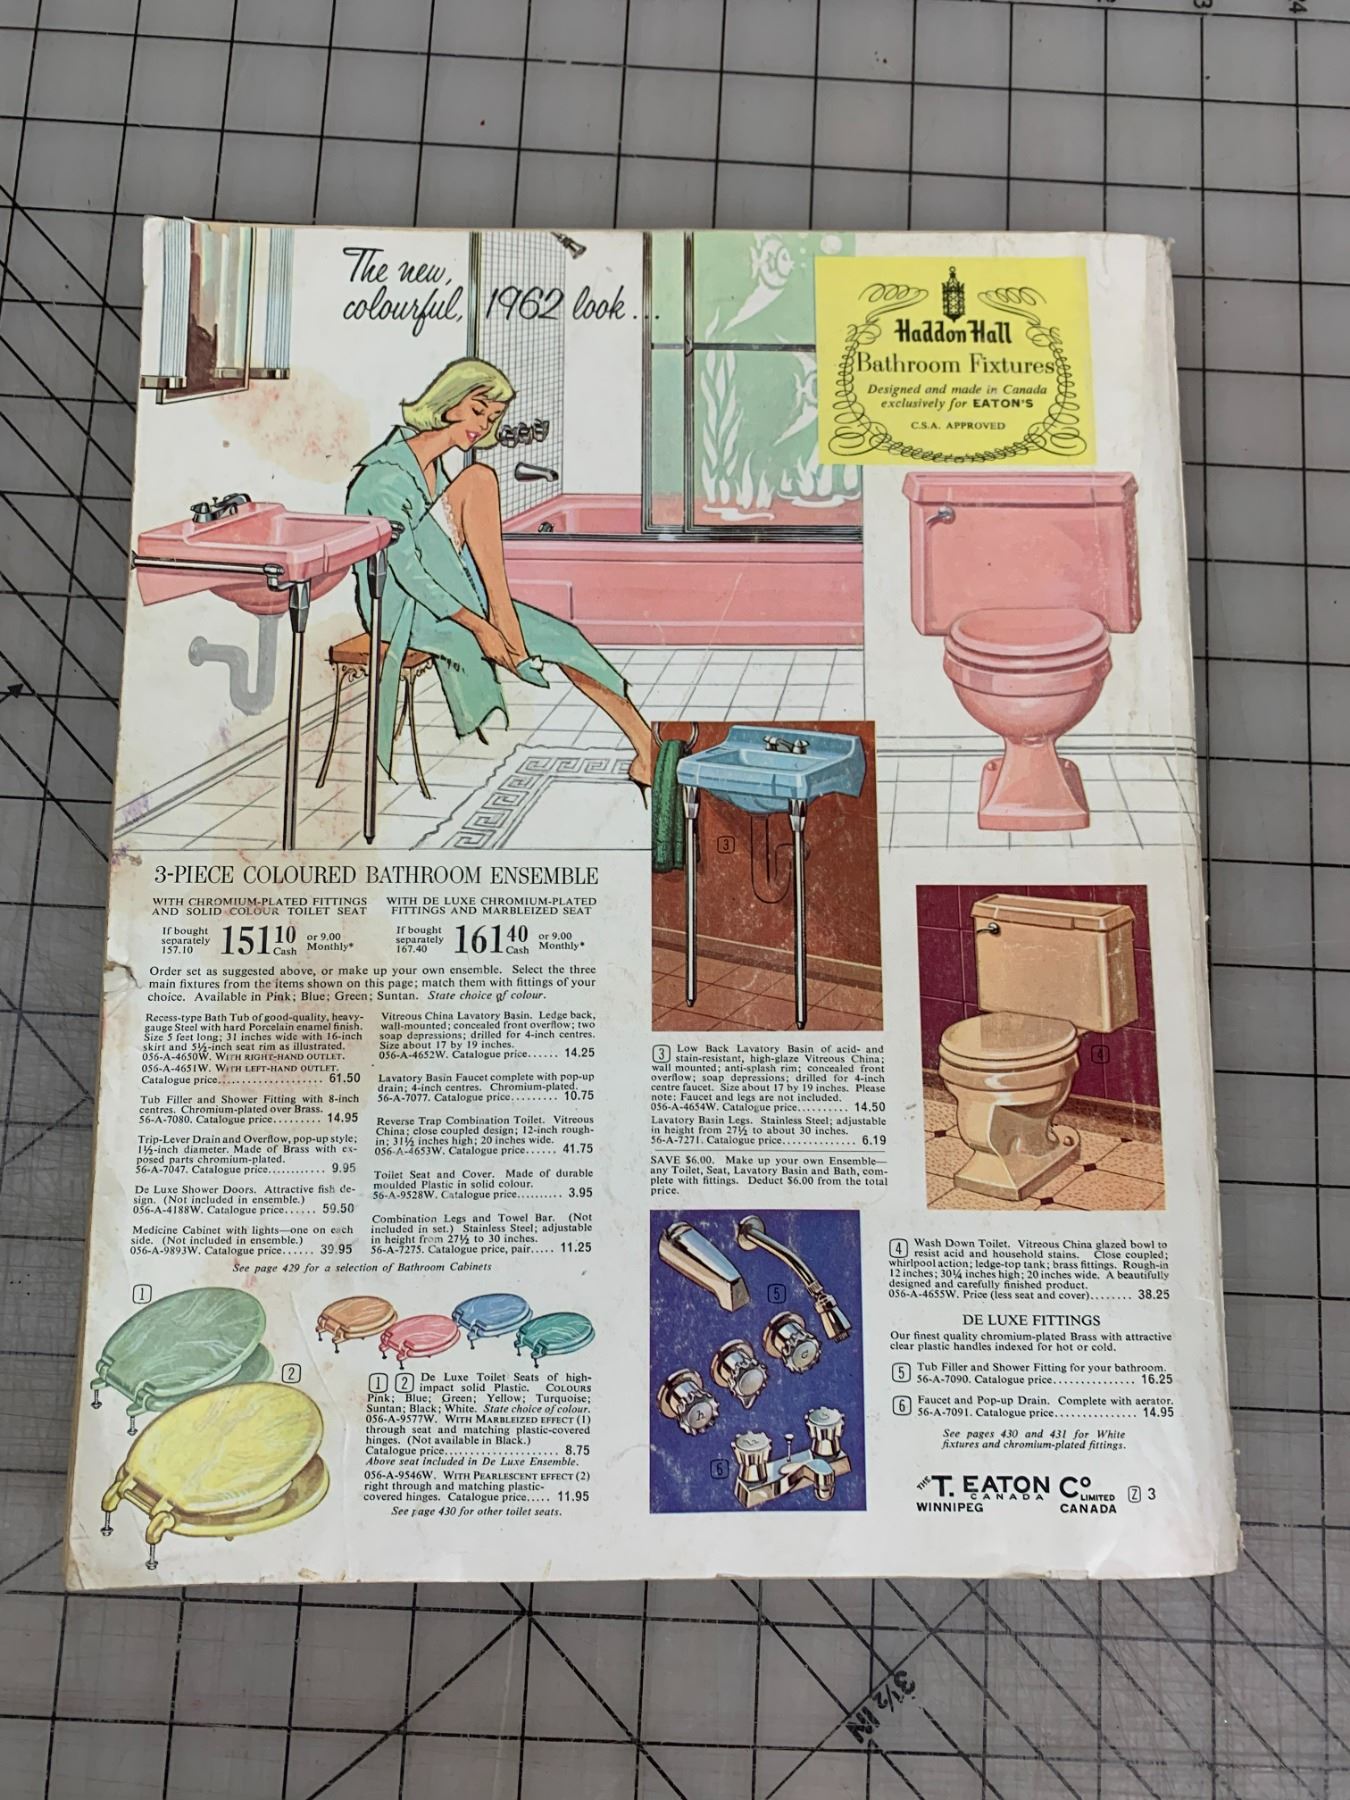 The new,
colourful, 1962 look...
Haddon Hall
Bathroom Fixtures
Designed and made in Canada
exclusively for EATON'S
C.S.A. APPROVED
3-PIECE COLOURED BATHROOM ENSEMBLE
WITH CHROMIUM-PLATED FITTINGS
AND SOLID COLOUR TOILET SEAT
If bought
separately
157.10
151.10 Cash
or 9.00
Monthly*
WITH DE LUXE CHROMIUM-PLATED
FITTINGS AND MARBLEIZED SEAT
If bought
separately
167.40
161.40 Cash
or 9.00
Monthly*
Order set as suggested above, or make up your own ensemble. Select the three
main fixtures from the items shown on this page; match them with fittings of your
choice. Available in Pink; Blue; Green; Suntan. State choice of colour.
Recess-type Bath Tub of good-quality, heavy-
gauge Steel with hard Porcelain enamel finish.
Size 5 feet long; 31 inches wide with 16-inch
skirt and 5½-inch seat rim as illustrated.
056-A-4650W. WITH RIGHT-HAND OUTLET.
056-A-4651W. WITH LEFT-HAND OUTLET.
Catalogue price..................... 61.50
Tub Filler and Shower Fitting with 8-inch
centres. Chromium-plated over Brass.
56-A-7080. Catalogue price......... 14.95
Trip-Lever Drain and Overflow, pop-up style;
1½-inch diameter. Made of Brass with ex-
posed parts chromium-plated.
56-A-7047. Catalogue price............ 9.95
De Luxe Shower Doors. Attractive fish de-
sign. (Not included in ensemble.)
056-A-4188W. Catalogue price...... 59.50
Medicine Cabinet with lights—one on each
side. (Not included in ensemble.)
056-A-9893W. Catalogue price...... 39.95
Vitreous China Lavatory Basin. Ledge back,
wall-mounted; concealed front overflow; two
soap depressions; drilled for 4-inch centres.
Size about 17 by 19 inches.
056-A-4652W. Catalogue price...... 14.25
Lavatory Basin Faucet complete with pop-up
drain; 4-inch centres. Chromium-plated.
56-A-7077. Catalogue price......... 10.75
Reverse Trap Combination Toilet. Vitreous
China; close coupled design; 12-inch rough-
in; 31½ inches high; 20 inches wide.
056-A-4653W. Catalogue price...... 41.75
Toilet Seat and Cover. Made of durable
moulded Plastic in solid colour.
56-A-9528W. Catalogue price.......... 3.95
Combination Legs and Towel Bar. (Not
included in set.) Stainless Steel; adjustable
in height from 27½ to 30 inches.
56-A-7275. Catalogue price, pair..... 11.25
See page 429 for a selection of Bathroom Cabinets
1
2
1 2 De Luxe Toilet Seats of high-
impact solid Plastic. COLOURS
Pink; Blue; Green; Yellow; Turquoise;
Suntan; Black; White. State choice of colour.
056-A-9577W. WITH MARBLEIZED EFFECT (1)
through seat and matching plastic-covered
hinges. (Not available in Black.)
Catalogue price..................... 8.75
Above seat included in De Luxe Ensemble.
056-A-9546W. WITH PEARLESCENT EFFECT (2)
right through and matching plastic-
covered hinges. Catalogue price..... 11.95
See page 430 for other toilet seats.
3
3 Low Back Lavatory Basin of acid- and
stain-resistant, high-glaze Vitreous China;
wall mounted; anti-splash rim; concealed front
overflow; soap depressions; drilled for 4-inch
centre faucet. Size about 17 by 19 inches. Please
note: Faucet and legs are not included.
056-A-4654W. Catalogue price.......... 14.50
Lavatory Basin Legs. Stainless Steel; adjustable
in height from 27½ to about 30 inches.
56-A-7271. Catalogue price.............. 6.19
SAVE $6.00. Make up your own Ensemble—
any Toilet, Seat, Lavatory Basin and Bath, com-
plete with fittings. Deduct $6.00 from the total
price.
5
6
4
4 Wash Down Toilet. Vitreous China glazed bowl to
resist acid and household stains. Close coupled;
whirlpool action; ledge-top tank; brass fittings. Rough-in
12 inches; 30¼ inches high; 20 inches wide. A beautifully
designed and carefully finished product.
056-A-4655W. Price (less seat and cover)........ 38.25
DE LUXE FITTINGS
Our finest quality chromium-plated Brass with attractive
clear plastic handles indexed for hot or cold.
5 Tub Filler and Shower Fitting for your bathroom.
56-A-7090. Catalogue price.............. 16.25
6 Faucet and Pop-up Drain. Complete with aerator.
56-A-7091. Catalogue price.............. 14.95
See pages 430 and 431 for White
fixtures and chromium-plated fittings.
THE T. EATON Co LIMITED
CANADA
WINNIPEG CANADA
Z 3
3½ IN